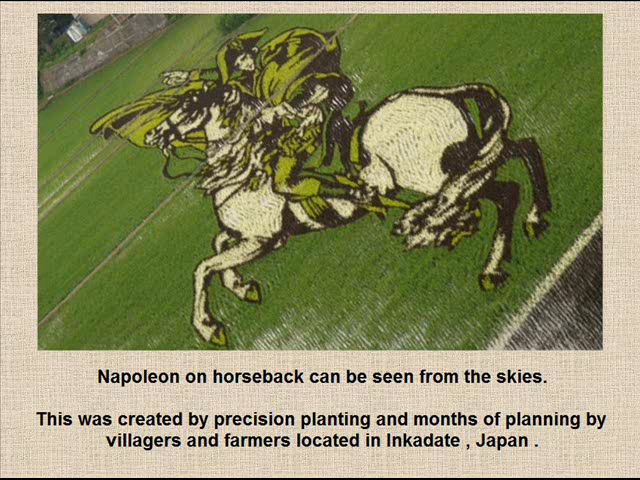 Napoleon on horseback can be seen from the skies.
This was created by precision planting and months of planning by
villagers and farmers located in Inkadate , Japan .